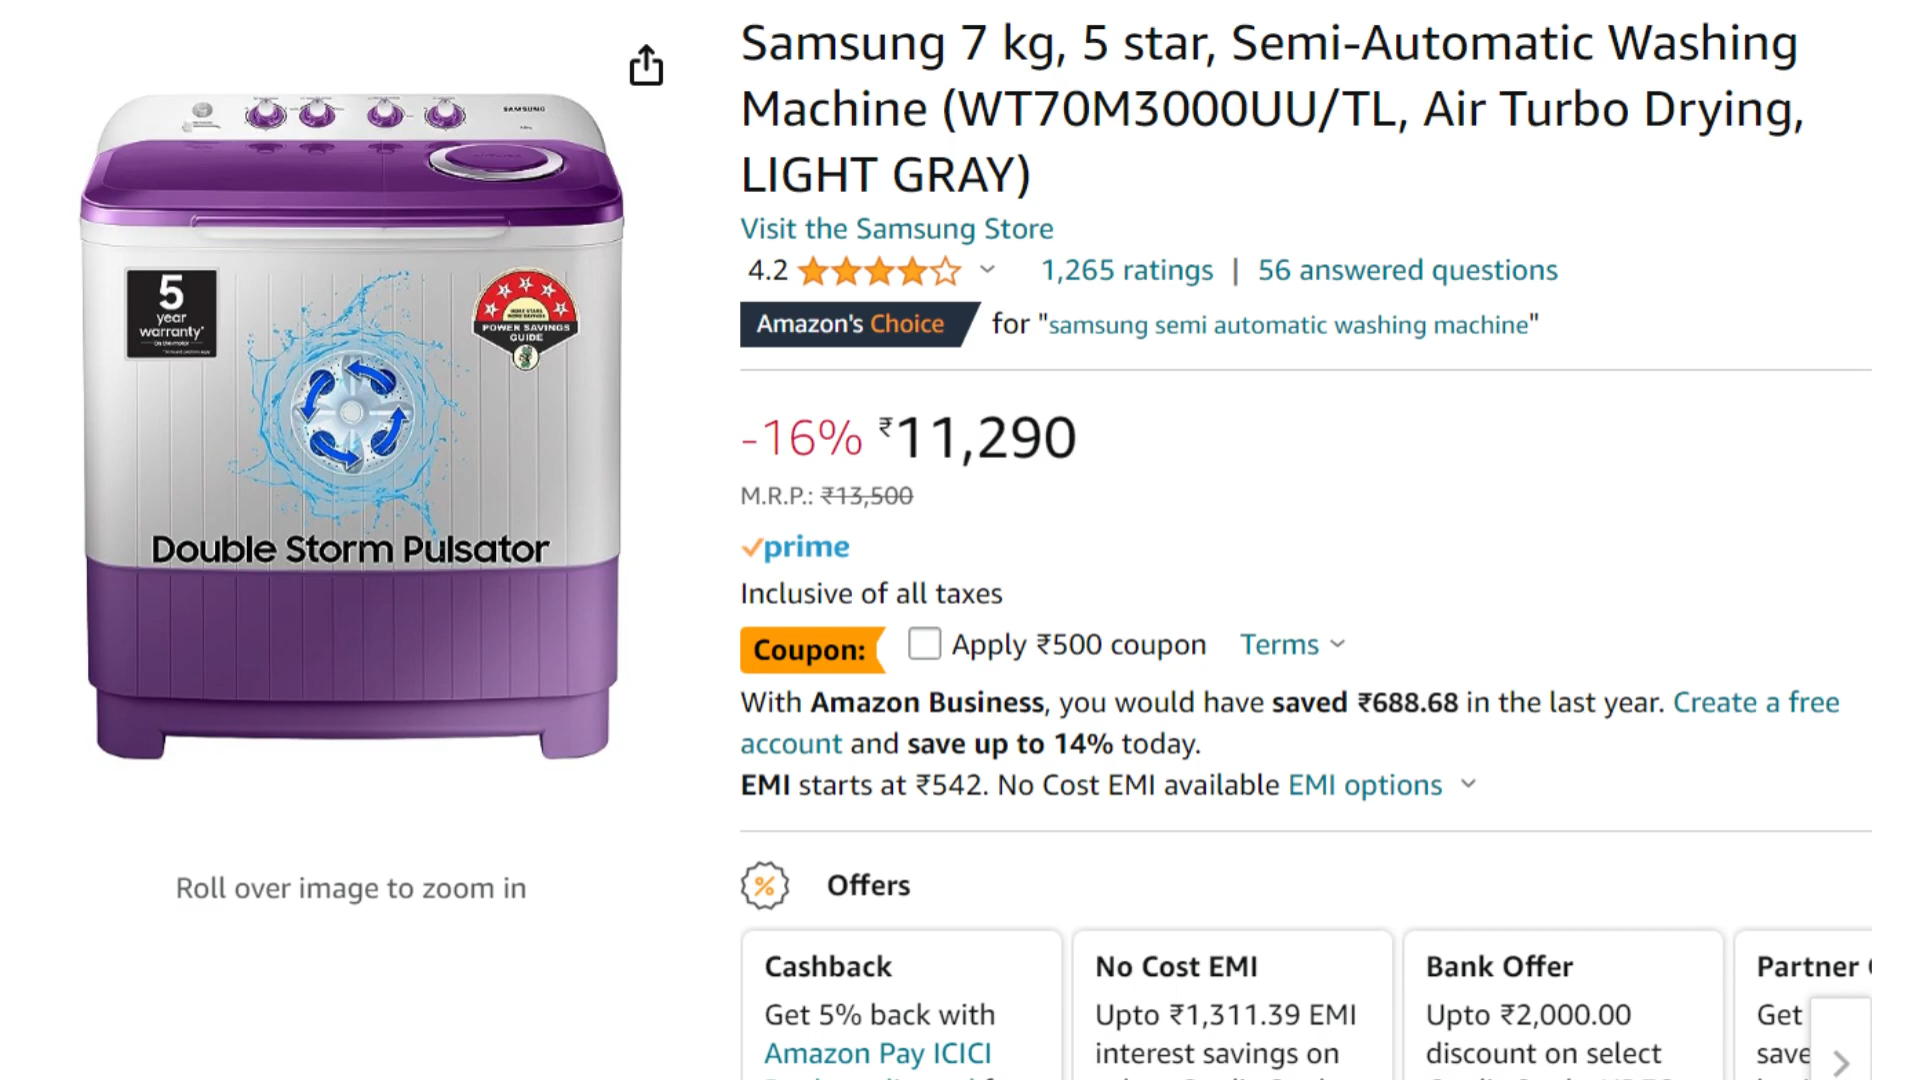 SAMSUNG
5
year
warranty*
on the motor
POWER SAVINGS
GUIDE
Double Storm Pulsator
Roll over image to zoom in
Samsung 7 kg, 5 star, Semi-Automatic Washing
Machine (WT70M3000UU/TL, Air Turbo Drying,
LIGHT GRAY)
Visit the Samsung Store
4.2 1,265 ratings | 56 answered questions
Amazon's Choice for "samsung semi automatic washing machine"
-16% ₹11,290
M.R.P.: ₹13,500
prime
Inclusive of all taxes
Coupon: Apply ₹500 coupon Terms
With Amazon Business, you would have saved ₹688.68 in the last year. Create a free
account and save up to 14% today.
EMI starts at ₹542. No Cost EMI available EMI options
% Offers
Cashback
Get 5% back with
Amazon Pay ICICI
No Cost EMI
Upto ₹1,311.39 EMI
interest savings on
Bank Offer
Upto ₹2,000.00
discount on select
Partner
Get
save